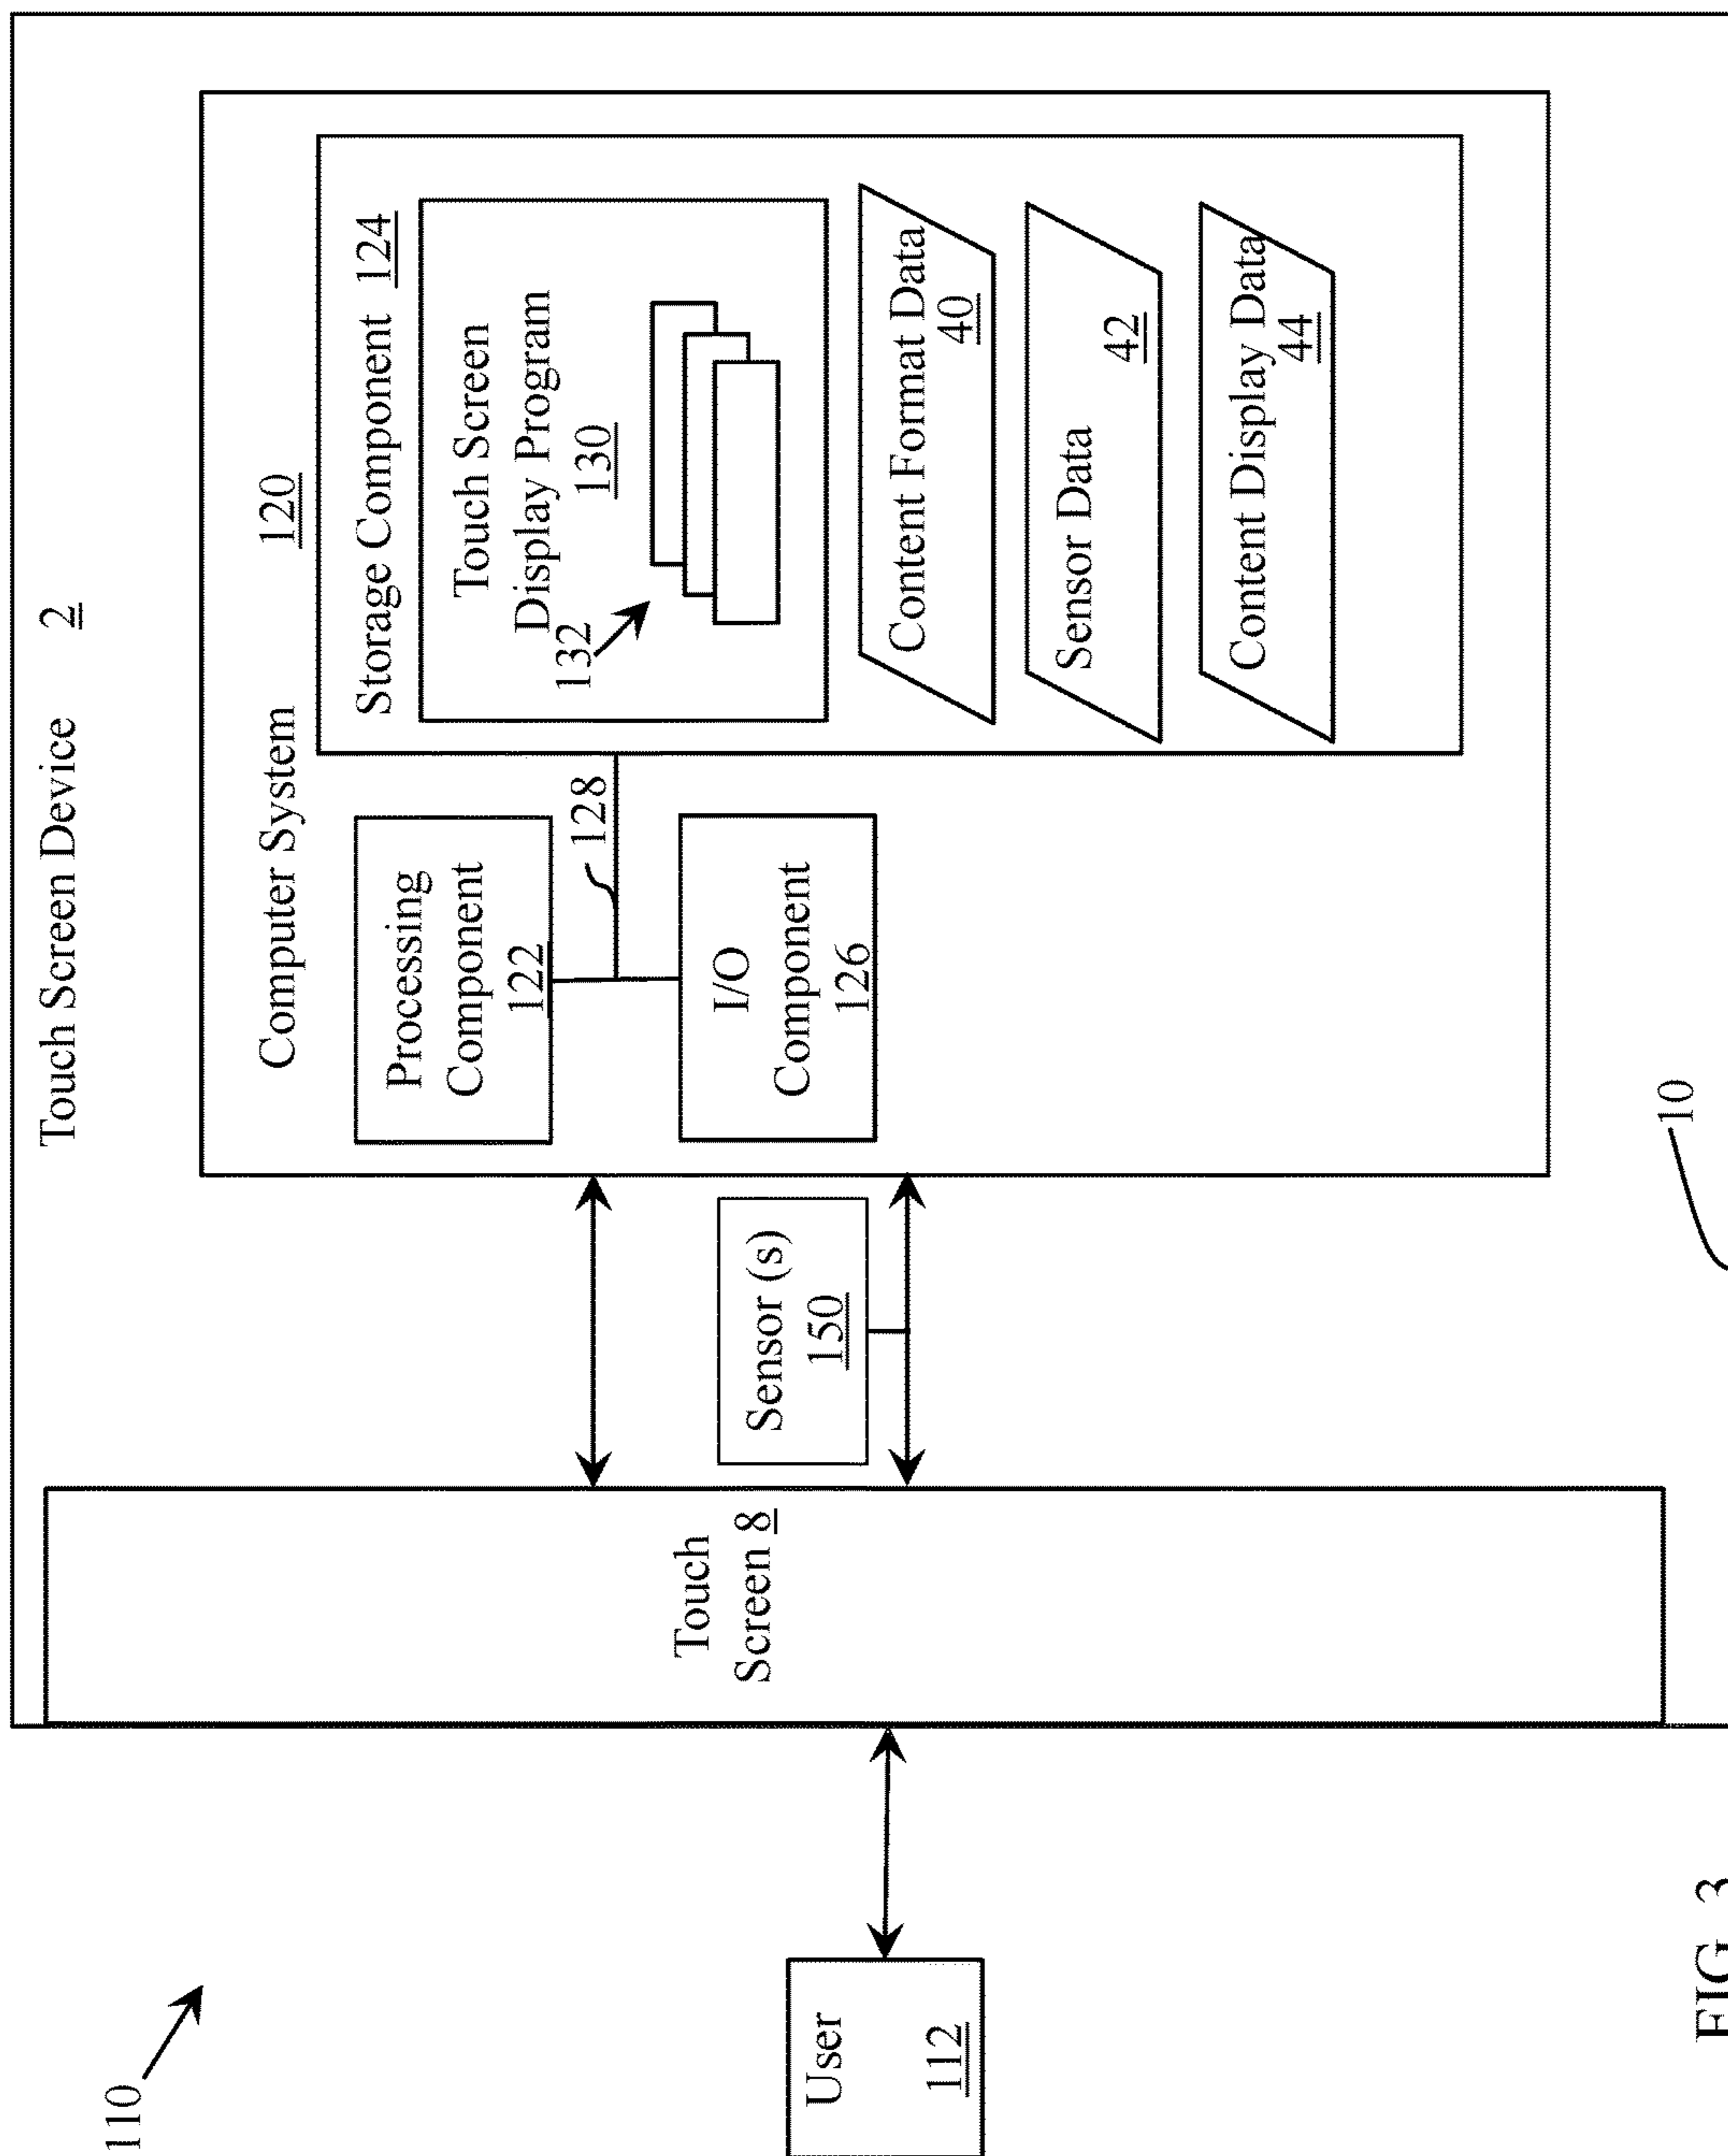 110
Touch Screen Device 2
Computer System 120
Storage Component 124
Touch Screen
Display Program
130
132
Processing
Component
122
128
I/O
Component
126
Content Format Data
40
Sensor Data
42
Content Display Data
44
Sensor (s)
150
Touch
Screen 8
User
112
10
FIG. 3